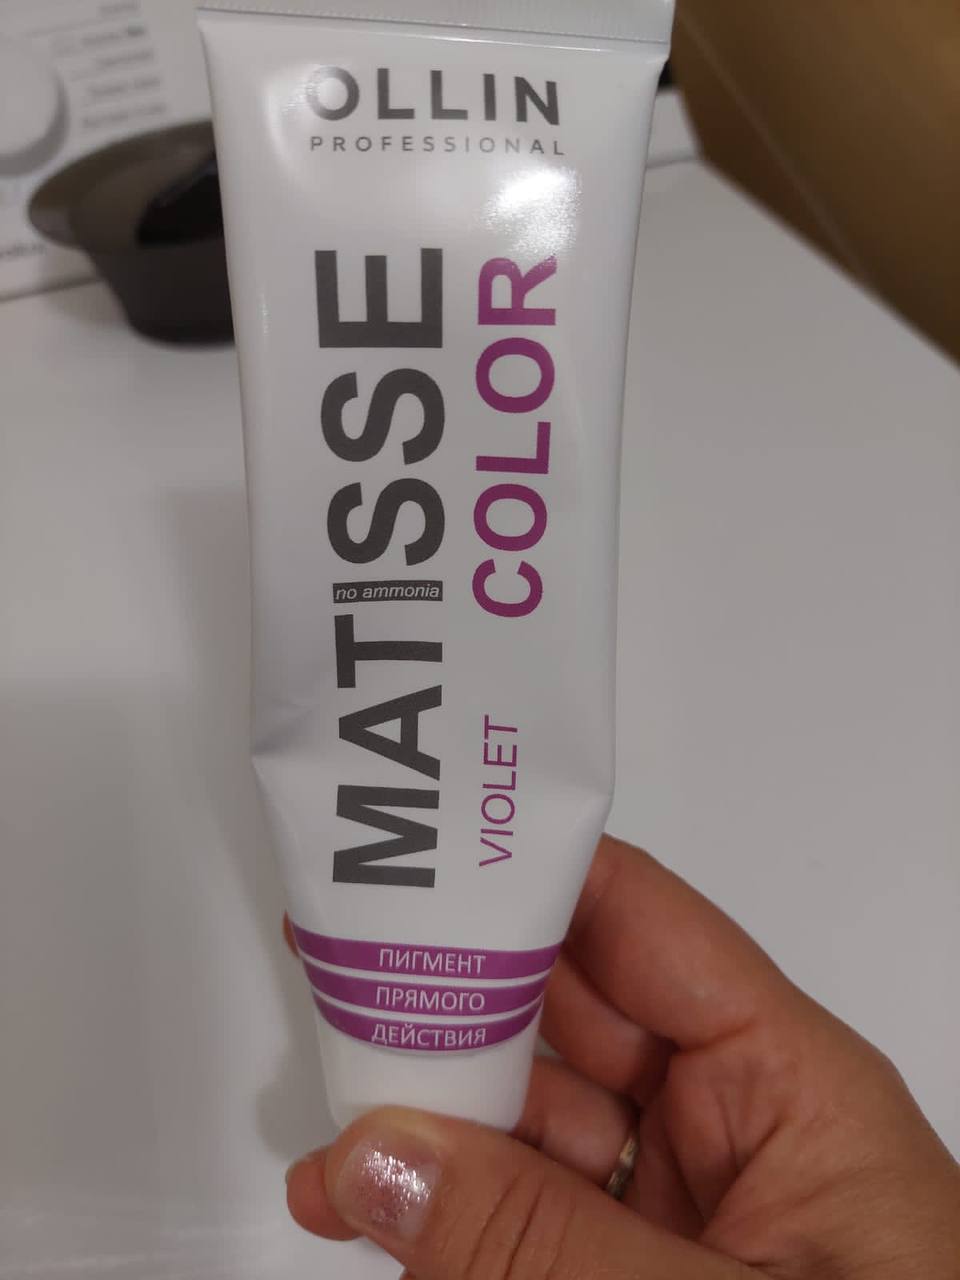 OLLIN
PROFESSIONAL
MATISSE
no ammonia
COLOR
VIOLET
ПИГМЕНТ
ПРЯМОГО
ДЕЙСТВИЯ